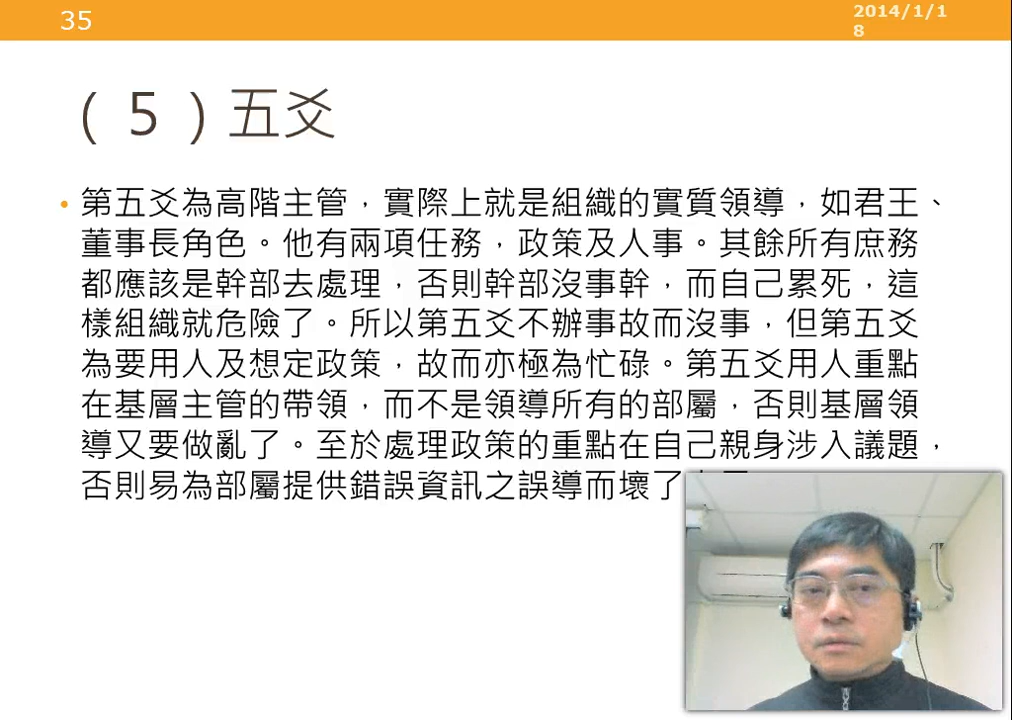 35
2014/1/1
8
（5）五爻
• 第五爻為高階主管，實際上就是組織的實質領導，如君王、
董事長角色。他有兩項任務，政策及人事。其餘所有庶務
都應該是幹部去處理，否則幹部沒事幹，而自己累死，這
樣組織就危險了。所以第五爻不辦事故而沒事，但第五爻
為要用人及想定政策，故而亦極為忙碌。第五爻用人重點
在基層主管的帶領，而不是領導所有的部屬，否則基層領
導又要做亂了。至於處理政策的重點在自己親身涉入議題，
否則易為部屬提供錯誤資訊之誤導而壞了